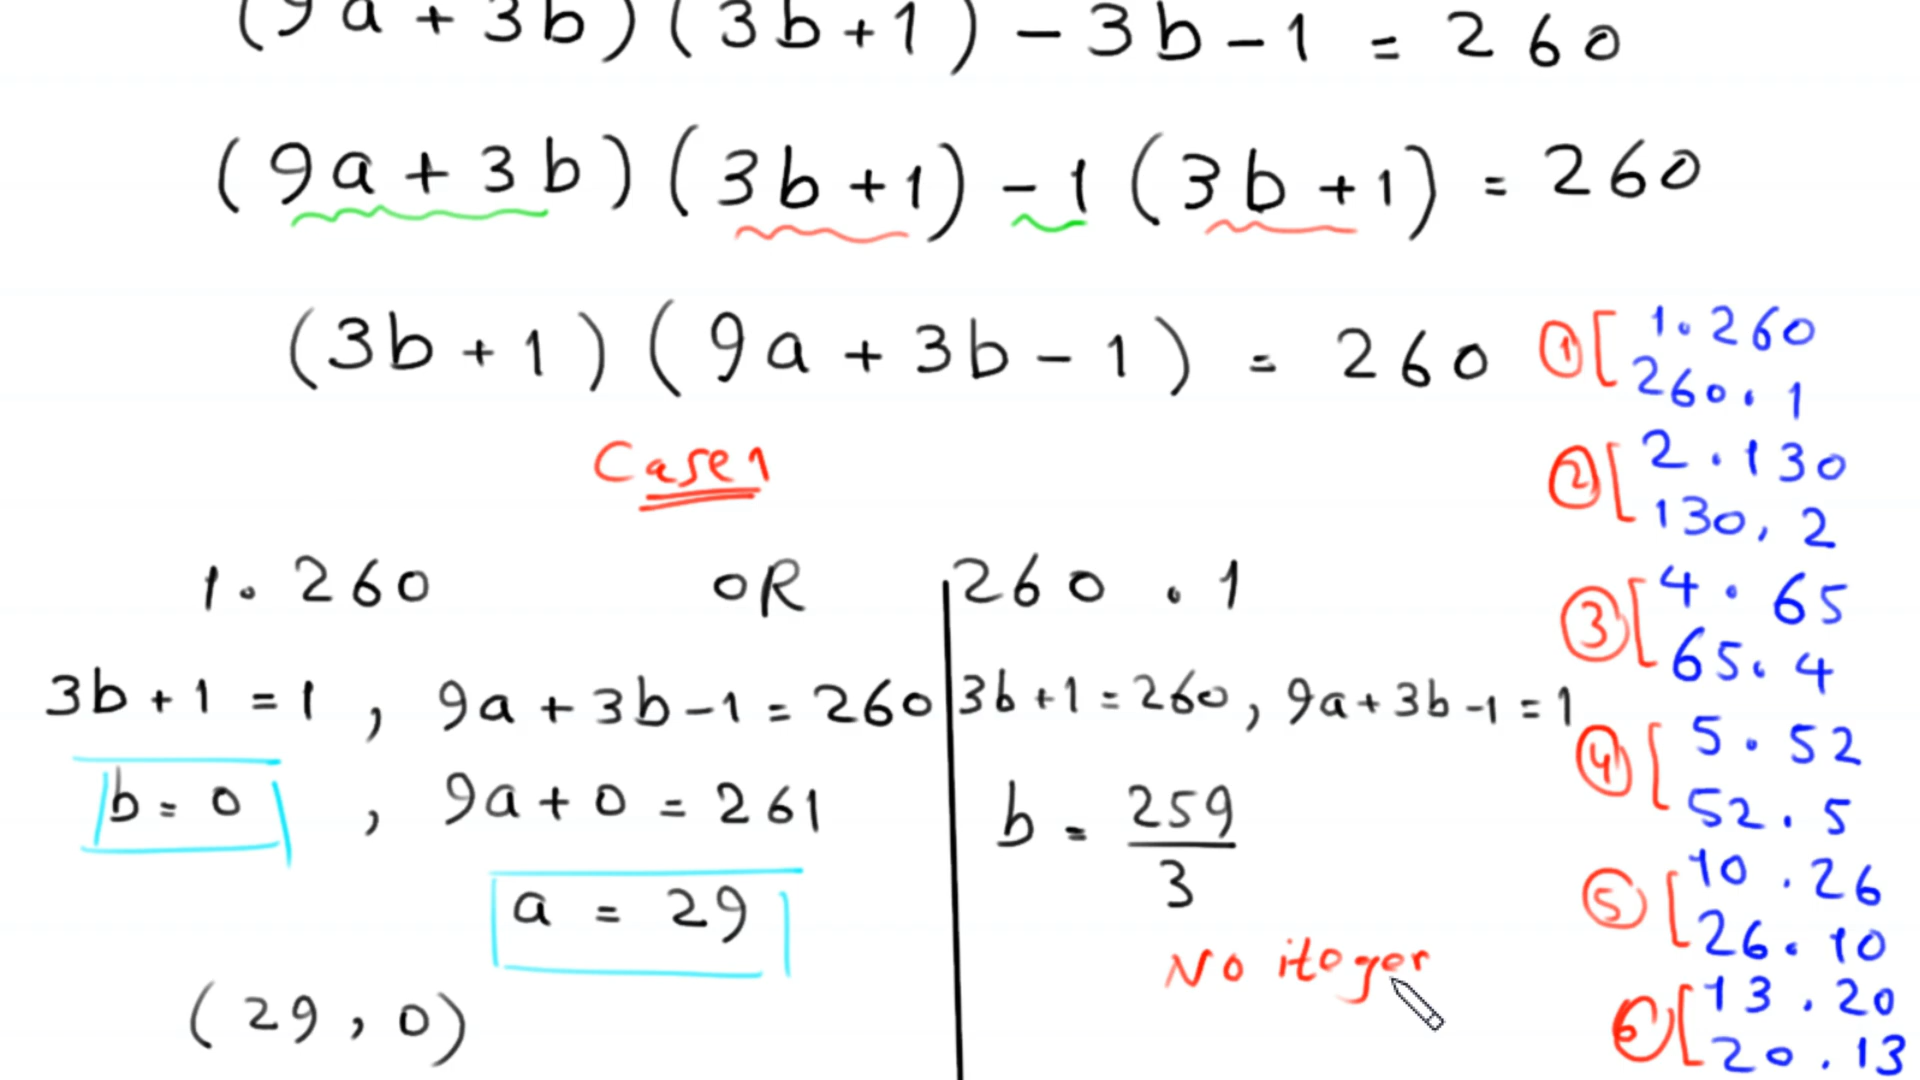 (9a + 3b)(3b+1) - 3b - 1 = 260
(9a + 3b)(3b+1) - 1(3b+1) = 260
(3b+1)(9a + 3b - 1) = 260
Case 1
1 . 260 OR 260 . 1
3b + 1 = 1 , 9a + 3b - 1 = 260
b = 0 , 9a + 0 = 261
a = 29
(29 , 0)
3b + 1 = 260 , 9a + 3b - 1 = 1
b = 259/3
No itoger
① [ 1 . 260
260 . 1
② [ 2 . 130
130 , 2
③ [ 4 . 65
65 . 4
④ [ 5 . 52
52 . 5
⑤ [ 10 . 26
26 . 10
⑥ [ 13 . 20
20 . 13